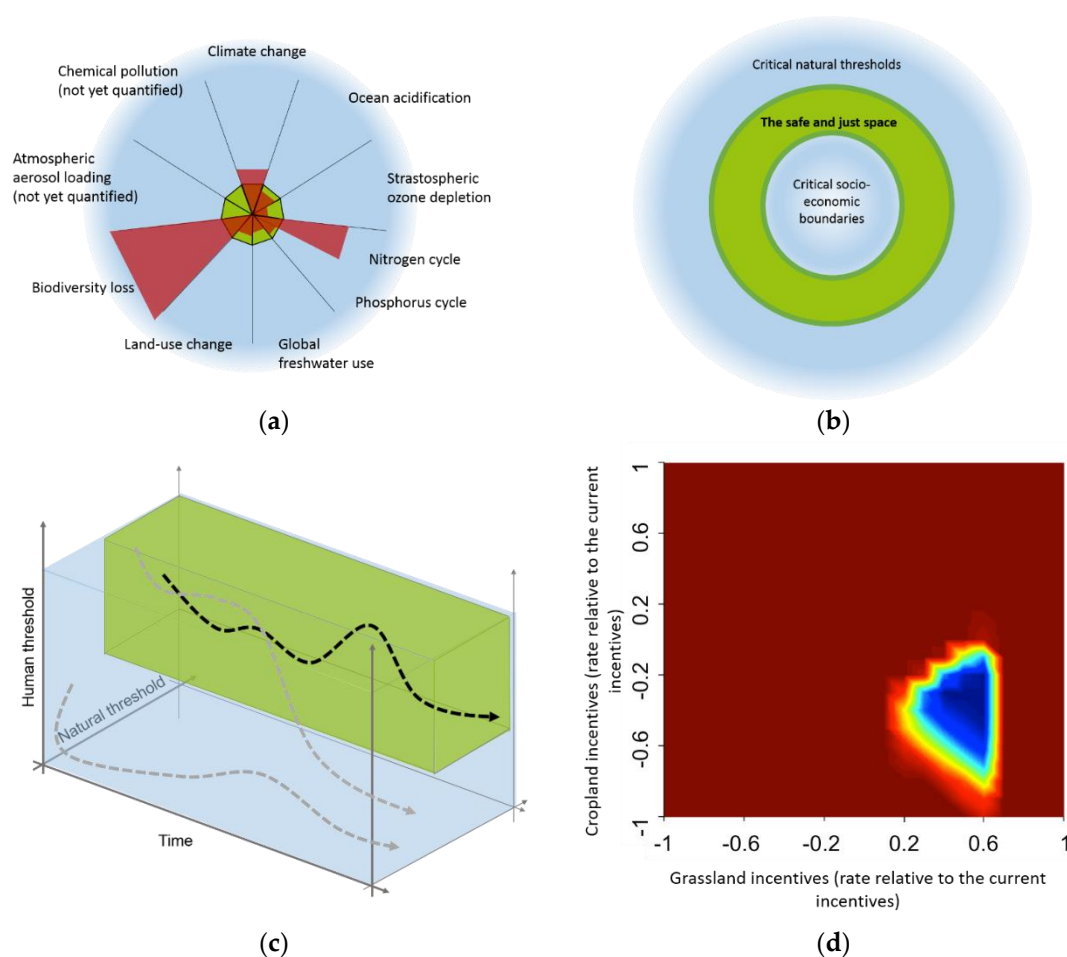 Climate change
Chemical pollution
(not yet quantified)
Ocean acidification
Atmospheric
aerosol loading
(not yet quantified)
Strastospheric
ozone depletion
Nitrogen cycle
Biodiversity loss
Phosphorus cycle
Land-use change
Global
freshwater use
(a)
Critical natural thresholds
The safe and just space
Critical socio-
economic
boundaries
(b)
Human threshold
Natural threshold
Time
(c)
Cropland incentives (rate relative to the current
incentives)
1
0.6
0.2
-0.2
-0.6
-1
-1
-0.6
-0.2
0.2
0.6
1
Grassland incentives (rate relative to the current
incentives)
(d)